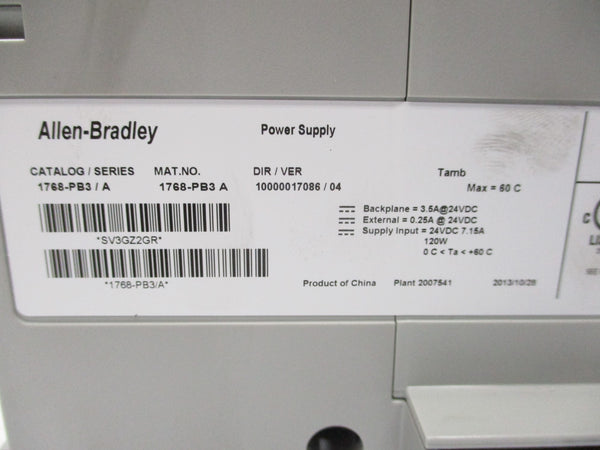 Allen-Bradley
Power Supply
CATALOG / SERIES MAT.NO. DIR / VER Tamb
1768-PB3 / A 1768-PB3 A 10000017086 / 04 Max = 60 C
Backplane = 3.5A@24VDC
External = 0.25A @ 24VDC
Supply Input = 24VDC 7.15A
120W
0 C < Ta < +60 C
*SV3GZ2GR*
*1768-PB3/A*
Product of China Plant 2007541 2013/10/28
C